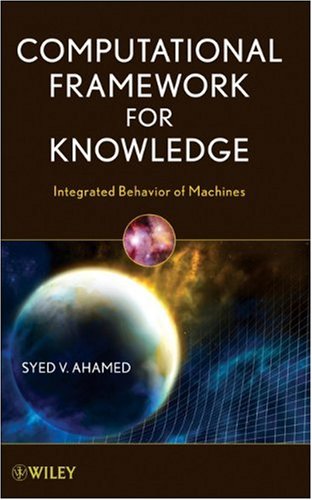 COMPUTATIONAL
FRAMEWORK
FOR
KNOWLEDGE
Integrated Behavior of Machines
SYED V. AHAMED
WILEY